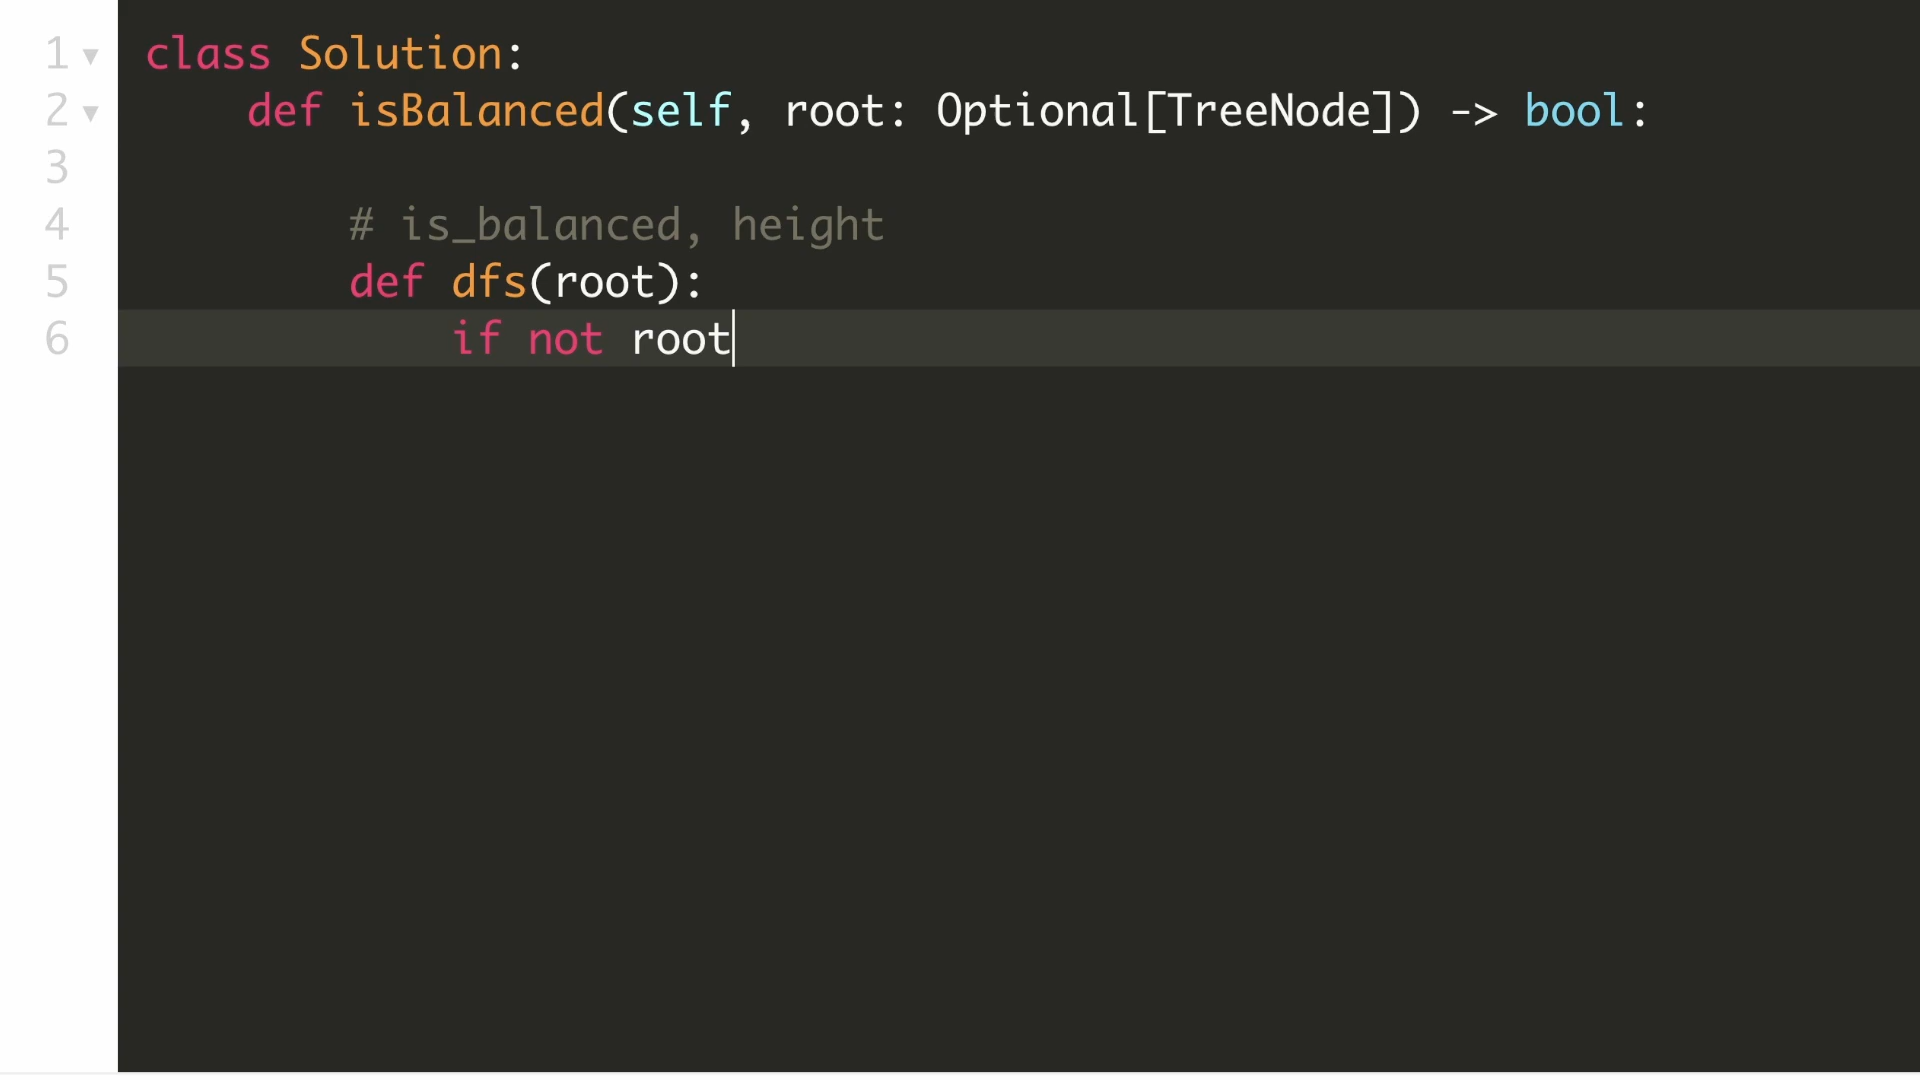 1 class Solution:
2 def isBalanced(self, root: Optional[TreeNode]) -> bool:
3
4 # is_balanced, height
5 def dfs(root):
6 if not root